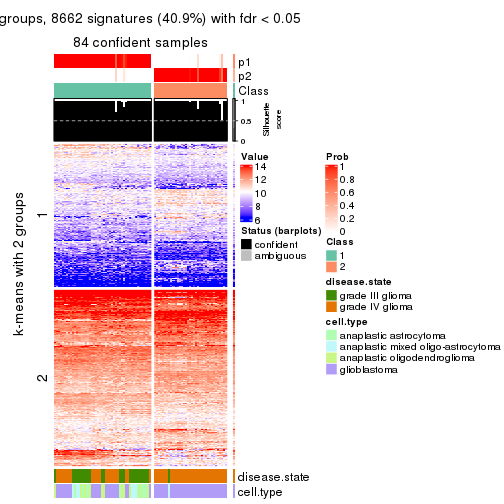 groups, 8662 signatures (40.9%) with fdr < 0.05
84 confident samples
p1
p2
Class
1
0.5
0
Silhouette
score
k-means with 2 groups
1
2
Value
14
12
10
8
6
Status (barplots)
confident
ambiguous
Prob
1
0.8
0.6
0.4
0.2
0
Class
1
2
disease.state
grade III glioma
grade IV glioma
cell.type
anaplastic astrocytoma
anaplastic mixed oligo-astrocytoma
anaplastic oligodendroglioma
glioblastoma
disease.state
cell.type